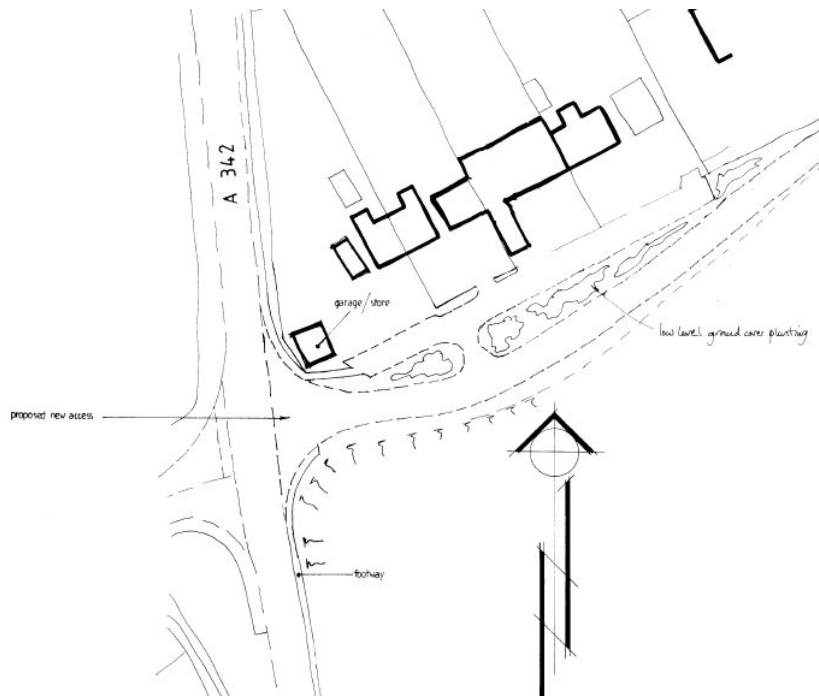 A 342
garage/store
low level ground cover planting
proposed new access
footway